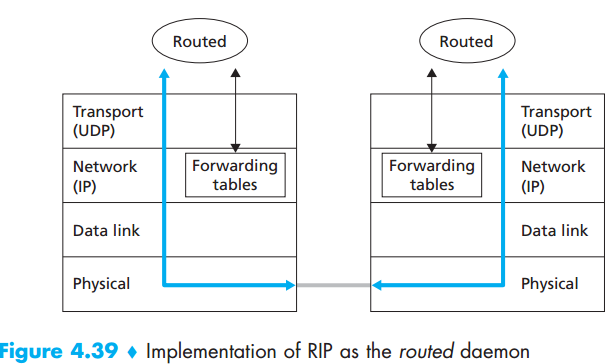 Routed
Routed
Transport
(UDP)
Transport
(UDP)
Network
(IP)
Forwarding
tables
Forwarding
tables
Network
(IP)
Data link
Data link
Physical
Physical
Figure 4.39 ♦ Implementation of RIP as the routed daemon